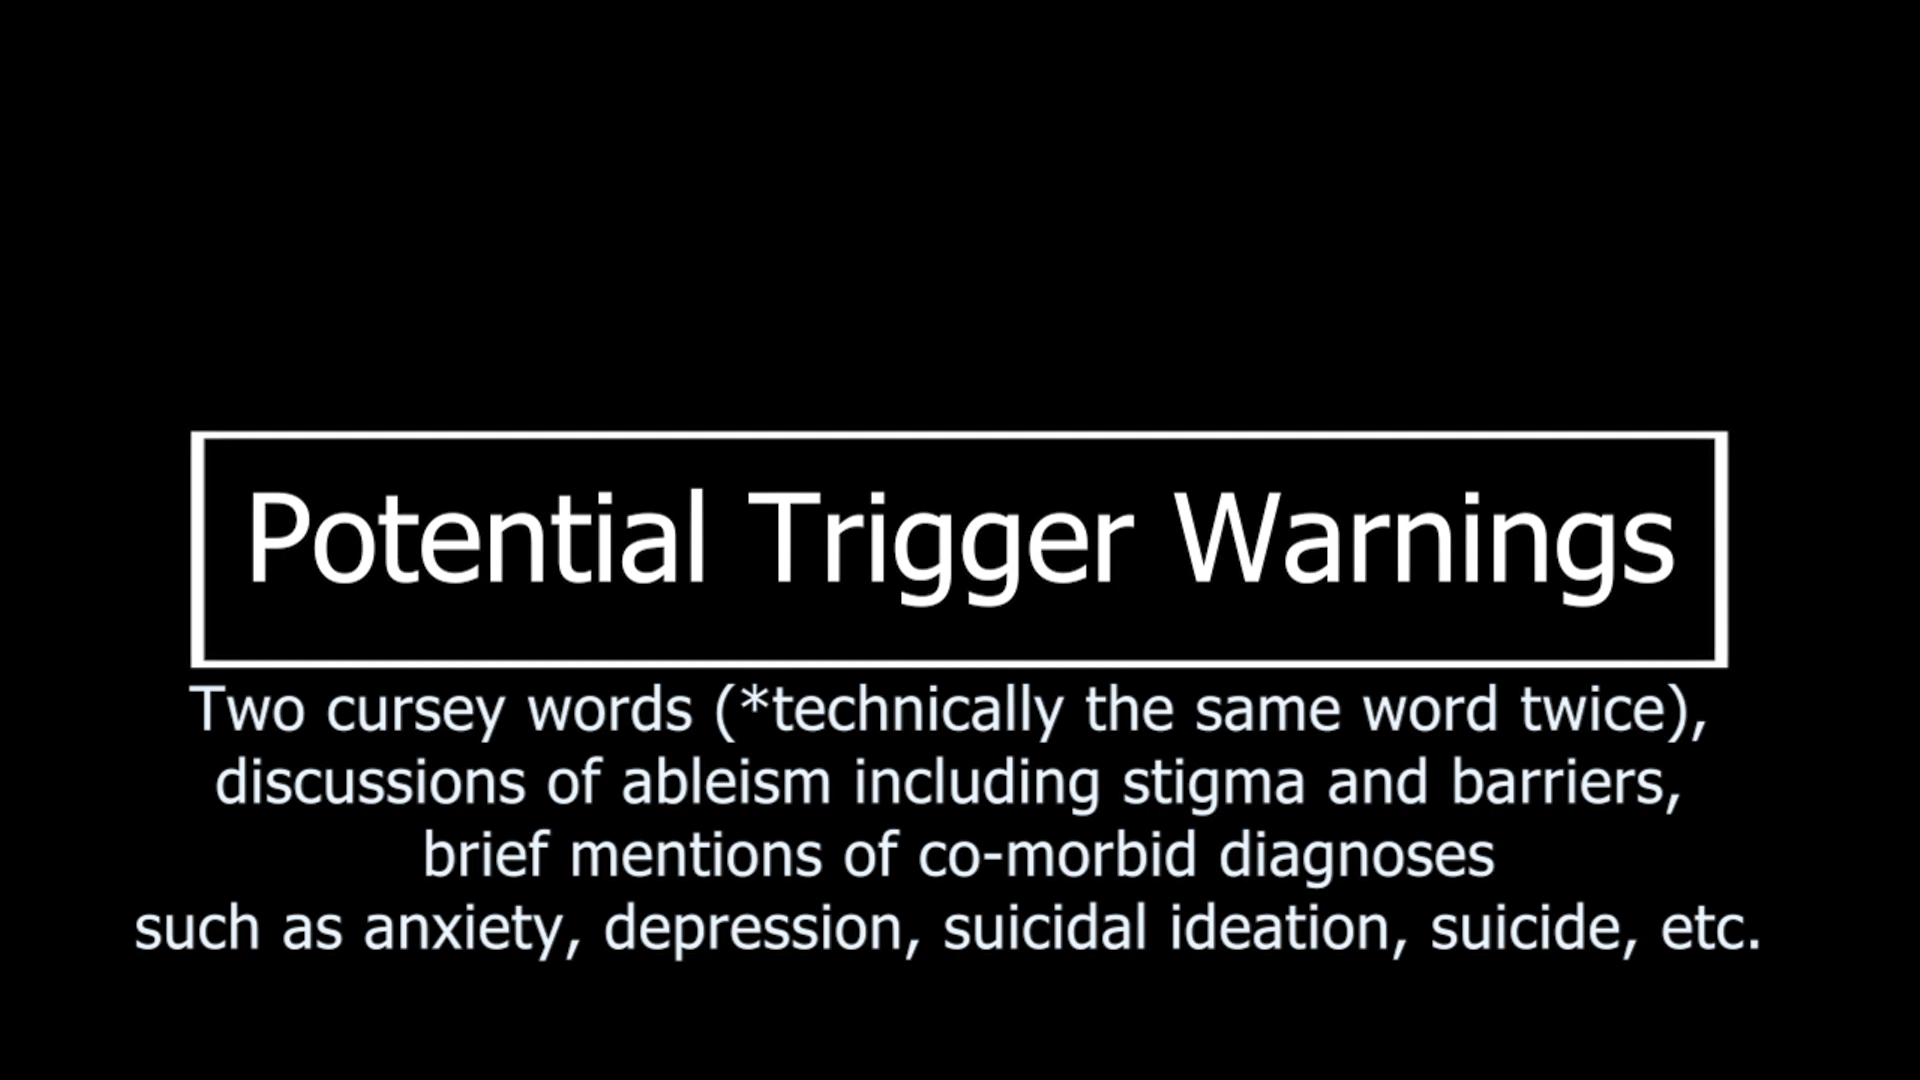 Potential Trigger Warnings
Two cursey words (*technically the same word twice),
discussions of ableism including stigma and barriers,
brief mentions of co-morbid diagnoses
such as anxiety, depression, suicidal ideation, suicide, etc.